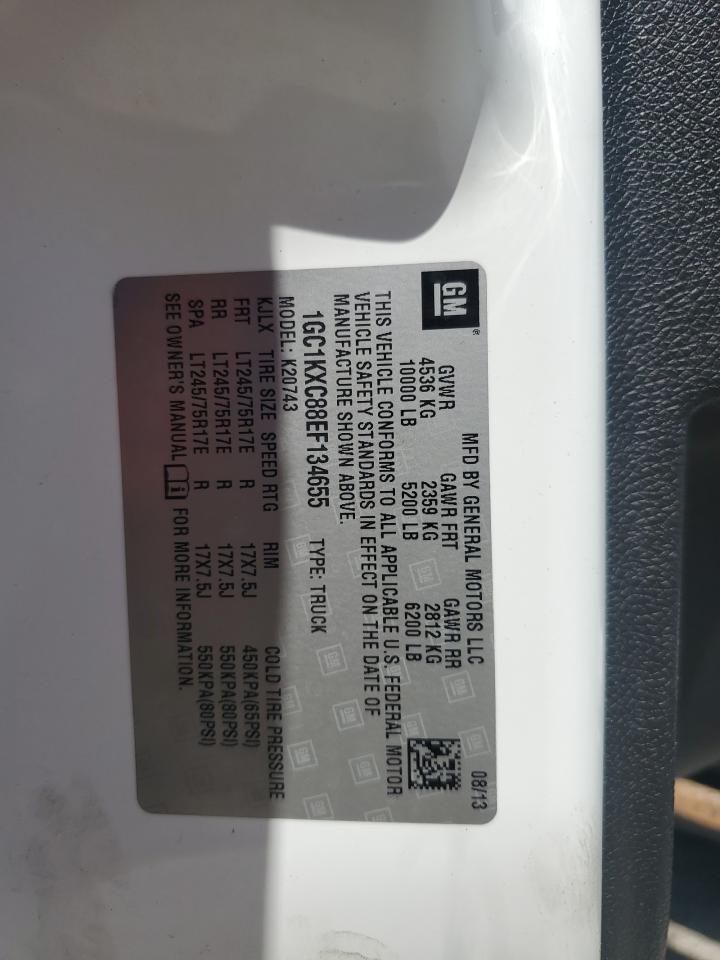 GM ®
MFD BY GENERAL MOTORS LLC 08/13
GVWR GAWR FRT GAWR RR
4536 KG 2359 KG 2812 KG
10000 LB 5200 LB 6200 LB
THIS VEHICLE CONFORMS TO ALL APPLICABLE U.S. FEDERAL MOTOR
VEHICLE SAFETY STANDARDS IN EFFECT ON THE DATE OF
MANUFACTURE SHOWN ABOVE.
1GC1KXC88EF134655 TYPE: TRUCK
MODEL: K20743
KJLX TIRE SIZE SPEED RTG RIM COLD TIRE PRESSURE
FRT LT245/75R17E R 17X7.5J 450KPA(65PSI)
RR LT245/75R17E R 17X7.5J 550KPA(80PSI)
SPA LT245/75R17E R 17X7.5J 550KPA(80PSI)
SEE OWNER'S MANUAL i FOR MORE INFORMATION.